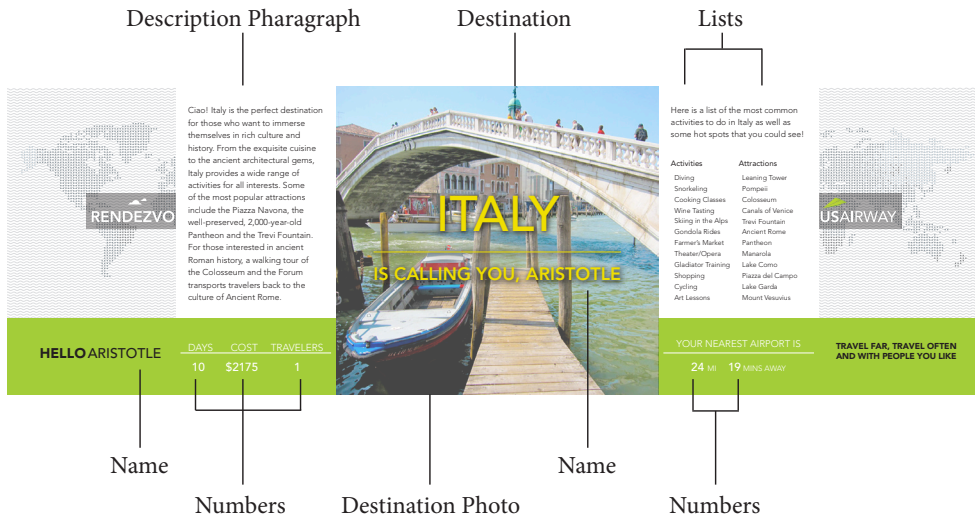 Description Pharagraph
Destination
Lists
Ciao! Italy is the perfect destination
for those who want to immerse
themselves in rich culture and
history. From the exquisite cuisine
to the ancient architectural gems,
Italy provides a wide range of
activities for all interests. Some
of the most popular attractions
include the Piazza Navona, the
well-preserved, 2,000-year-old
Pantheon and the Trevi Fountain.
For those interested in ancient
Roman history, a walking tour of
the Colosseum and the Forum
transports travelers back to the
culture of Ancient Rome.
RENDEZVO
ITALY
IS CALLING YOU, ARISTOTLE
Here is a list of the most common
activities to do in Italy as well as
some hot spots that you could see!
Activities
Diving
Snorkeling
Cooking Classes
Wine Tasting
Skiing in the Alps
Gondola Rides
Farmer's Market
Theater/Opera
Gladiator Training
Shopping
Cycling
Art Lessons
Attractions
Leaning Tower
Pompeii
Colosseum
Canals of Venice
Trevi Fountain
Ancient Rome
Pantheon
Manarola
Lake Como
Piazza del Campo
Lake Garda
Mount Vesuvius
USAIRWAY
HELLO ARISTOTLE
DAYS COST TRAVELERS
10 $2175 1
YOUR NEAREST AIRPORT IS
24 MI 19 MINS AWAY
TRAVEL FAR, TRAVEL OFTEN
AND WITH PEOPLE YOU LIKE
Name
Name
Numbers
Destination Photo
Numbers